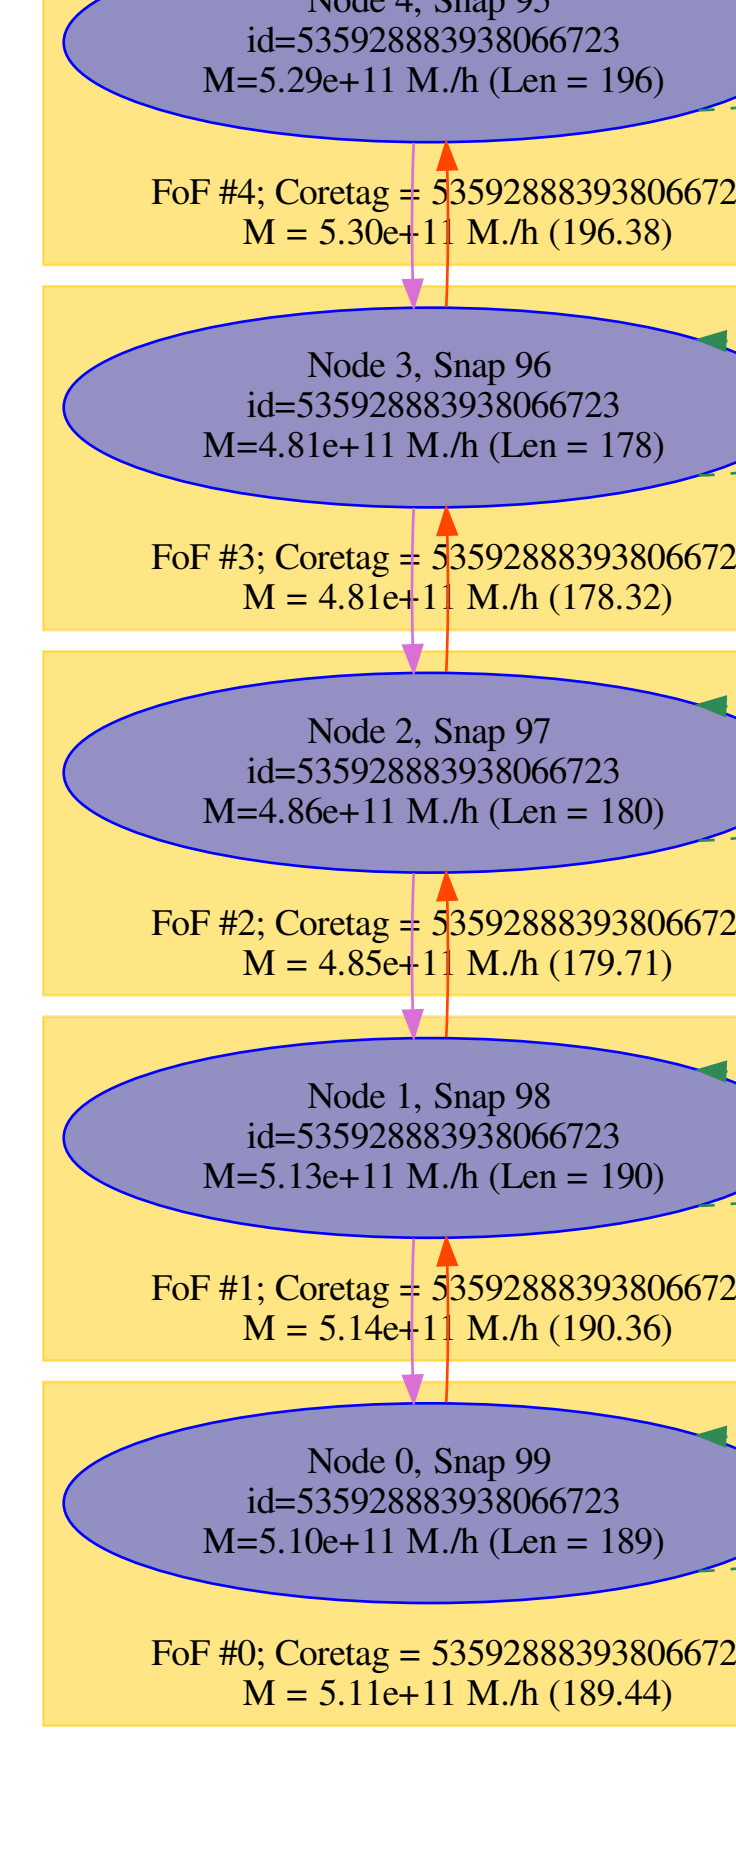 Node 4, Snap 95
id=535928883938066723
M=5.29e+11 M./h (Len = 196)
FoF #4; Coretag = 53592888393806672
M = 5.30e+11 M./h (196.38)
Node 3, Snap 96
id=535928883938066723
M=4.81e+11 M./h (Len = 178)
FoF #3; Coretag = 53592888393806672
M = 4.81e+11 M./h (178.32)
Node 2, Snap 97
id=535928883938066723
M=4.86e+11 M./h (Len = 180)
FoF #2; Coretag = 53592888393806672
M = 4.85e+11 M./h (179.71)
Node 1, Snap 98
id=535928883938066723
M=5.13e+11 M./h (Len = 190)
FoF #1; Coretag = 53592888393806672
M = 5.14e+11 M./h (190.36)
Node 0, Snap 99
id=535928883938066723
M=5.10e+11 M./h (Len = 189)
FoF #0; Coretag = 53592888393806672
M = 5.11e+11 M./h (189.44)